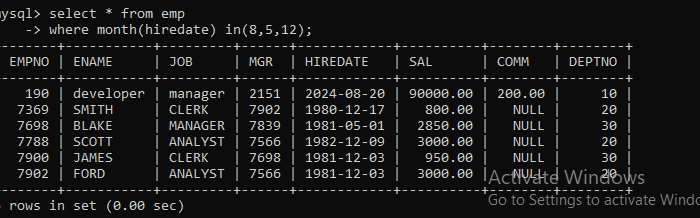 mysql> select * from emp
    -> where month(hiredate) in(8,5,12);
EMPNO | ENAME | JOB | MGR | HIREDATE | SAL | COMM | DEPTNO |
190 | developer | manager | 2151 | 2024-08-20 | 90000.00 | 200.00 | 10 |
7369 | SMITH | CLERK | 7902 | 1980-12-17 | 800.00 | NULL | 20 |
7698 | BLAKE | MANAGER | 7839 | 1981-05-01 | 2850.00 | NULL | 30 |
7788 | SCOTT | ANALYST | 7566 | 1982-12-09 | 3000.00 | NULL | 20 |
7900 | JAMES | CLERK | 7698 | 1981-12-03 | 950.00 | NULL | 30 |
7902 | FORD | ANALYST | 7566 | 1981-12-03 | 3000.00 | NULL | 20 |
rows in set (0.00 sec)
Activate Windows
Go to Settings to activate Windo